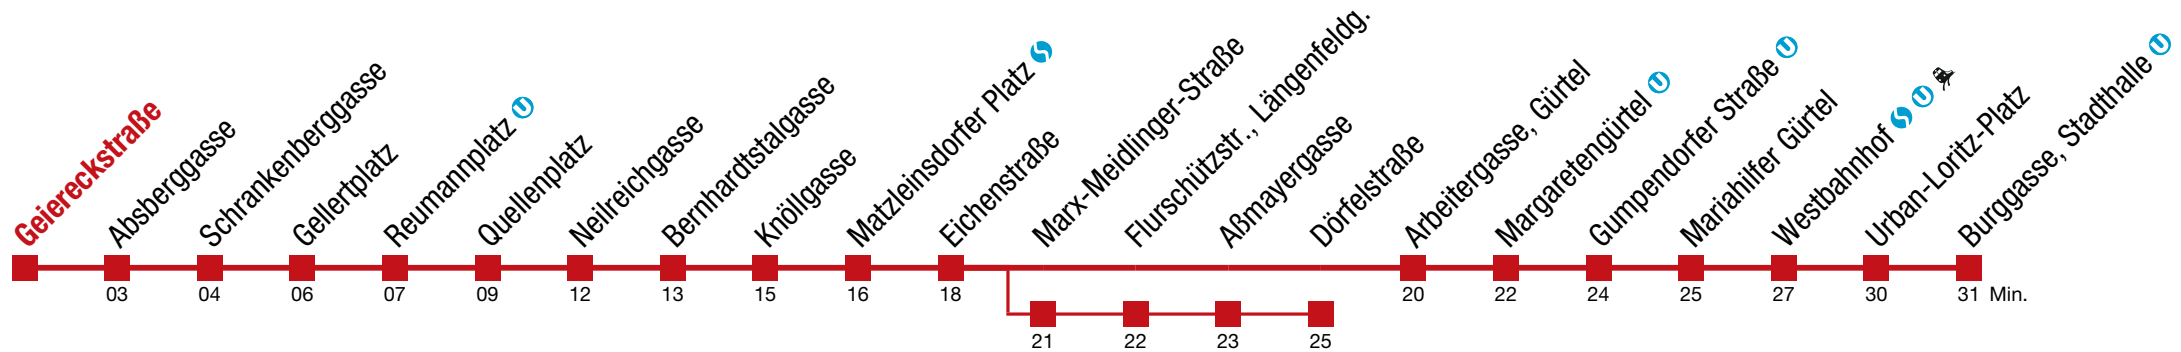 Geiereckstraße
Absberggasse
Schrankenberggasse
Gellertplatz
Reumannplatz U
Quellenplatz
Neilreichgasse
Bernhardtstalgasse
Knöllgasse
Matzleinsdorfer Platz S
Eichenstraße
Marx-Meidlinger-Straße
Flurschützstr., Längenfeldg.
Aßmayergasse
Dörfelstraße
Arbeitergasse, Gürtel
Margaretengürtel U
Gumpendorfer Straße U
Mariahilfer Gürtel
Westbahnhof S U
Urban-Loritz-Platz
Burggasse, Stadthalle U
03 04 06 07 09 12 13 15 16 18 20 22 24 25 27 30 31 Min.
21 22 23 25